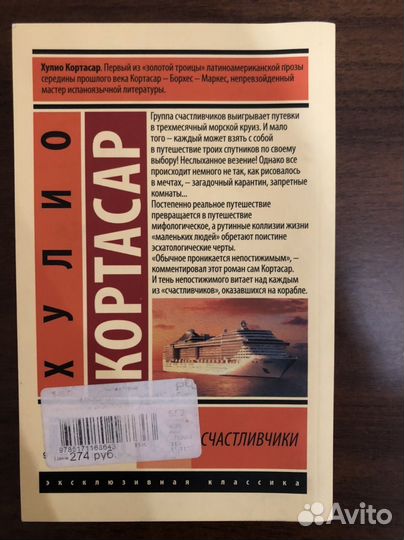 Хулио Кортасар. Первый из «золотой троицы» латиноамериканской прозы
середины прошлого века Кортасар – Борхес – Маркес, непревзойденный
мастер испаноязычной литературы.
ХУЛИО
КОРТАСАР
Группа счастливчиков выигрывает путевки
в трехмесячный морской круиз. И мало
того – каждый может взять с собой
в путешествие троих спутников по своему
выбору! Неслыханное везение! Однако все
происходит немного не так, как рисовалось
в мечтах, – загадочный карантин, запретные
комнаты...
Постепенно реальное путешествие
превращается в путешествие
мифологическое, а рутинные коллизии жизни
«маленьких людей» обретают поистине
эсхатологические черты.
«Обычное проникается непостижимым», –
комментировал этот роман сам Кортасар.
И тень непостижимого витает над каждым
из «счастливчиков», оказавшихся на корабле.
274 руб.
СЧАСТЛИВЧИКИ
эксклюзивная классика
Avito